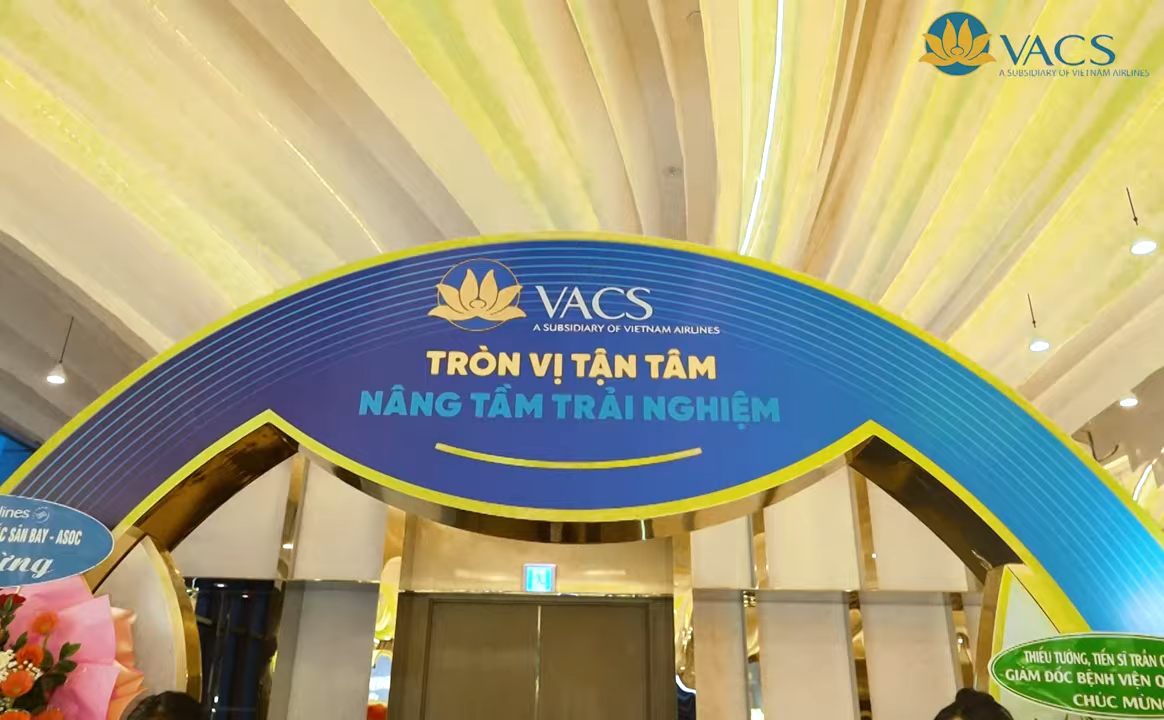 VACS
A SUBSIDIARY OF VIETNAM AIRLINES
VACS
A SUBSIDIARY OF VIETNAM AIRLINES
TRÒN VỊ TẬN TÂM
NÂNG TẦM TRẢI NGHIỆM
lines
SÂN BAY - ASOC
THIẾU TƯỚNG, TIẾN SĨ TRẦN
GIÁM ĐỐC BỆNH VIỆN
CHÚC MỪNG